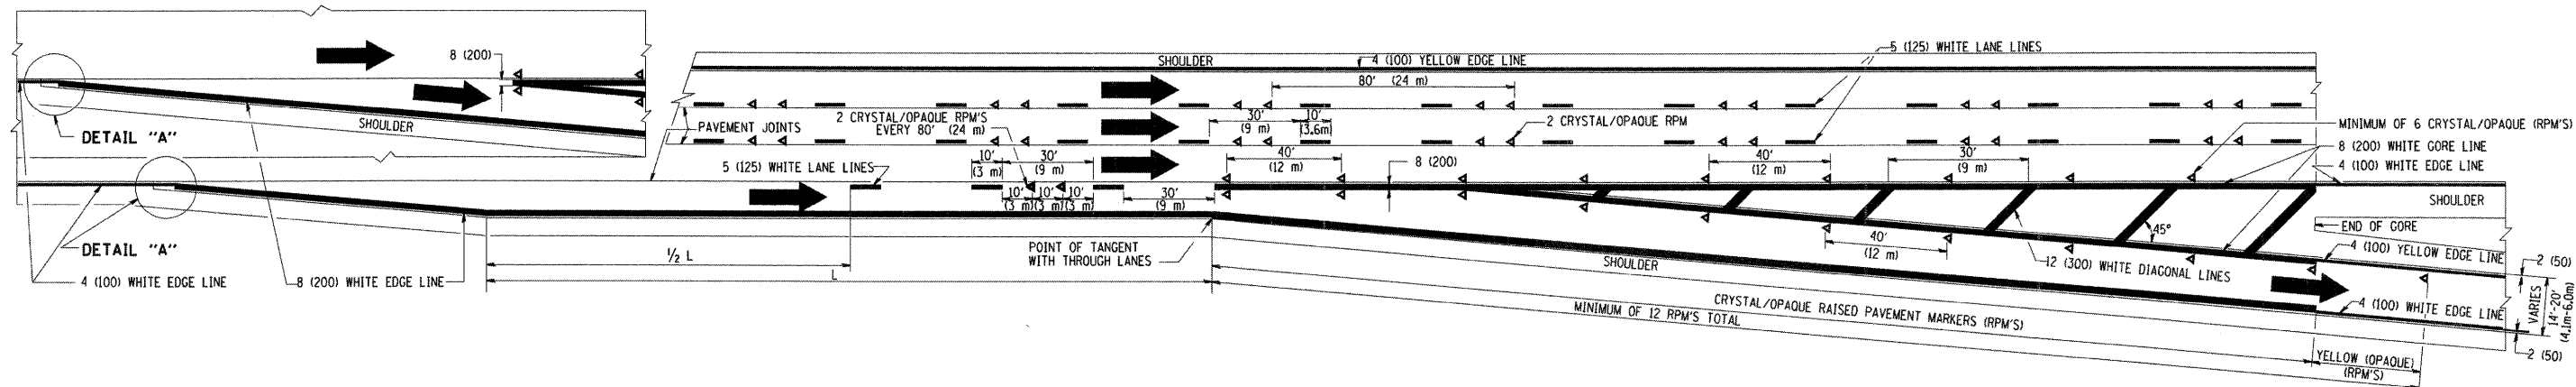 8 (200)
SHOULDER
DETAIL "A"
SHOULDER
4 (100) YELLOW EDGE LINE
5 (125) WHITE LANE LINES
80' (24 m)
2 CRYSTAL/OPAQUE RPM'S
EVERY 80' (24 m)
PAVEMENT JOINTS
30'
(9 m)
10'
(3.6m)
2 CRYSTAL/OPAQUE RPM
MINIMUM OF 6 CRYSTAL/OPAQUE (RPM'S)
8 (200) WHITE GORE LINE
4 (100) WHITE EDGE LINE
5 (125) WHITE LANE LINES
10'
(3 m)
30'
(9 m)
40'
(12 m)
8 (200)
40'
(12 m)
30'
(9 m)
10'
(3 m)
10'
(3 m)
10'
(3 m)
30'
(9 m)
SHOULDER
END OF GORE
45°
DETAIL "A"
4 (100) WHITE EDGE LINE
8 (200) WHITE EDGE LINE
1/2 L
L
POINT OF TANGENT
WITH THROUGH LANES
SHOULDER
40'
(12 m)
12 (300) WHITE DIAGONAL LINES
4 (100) YELLOW EDGE LINE
2 (50)
VARIES
14'-20'
(4.1m-6.0m)
4 (100) WHITE EDGE LINE
2 (50)
CRYSTAL/OPAQUE RAISED PAVEMENT MARKERS (RPM'S)
MINIMUM OF 12 RPM'S TOTAL
YELLOW (OPAQUE)
(RPM'S)